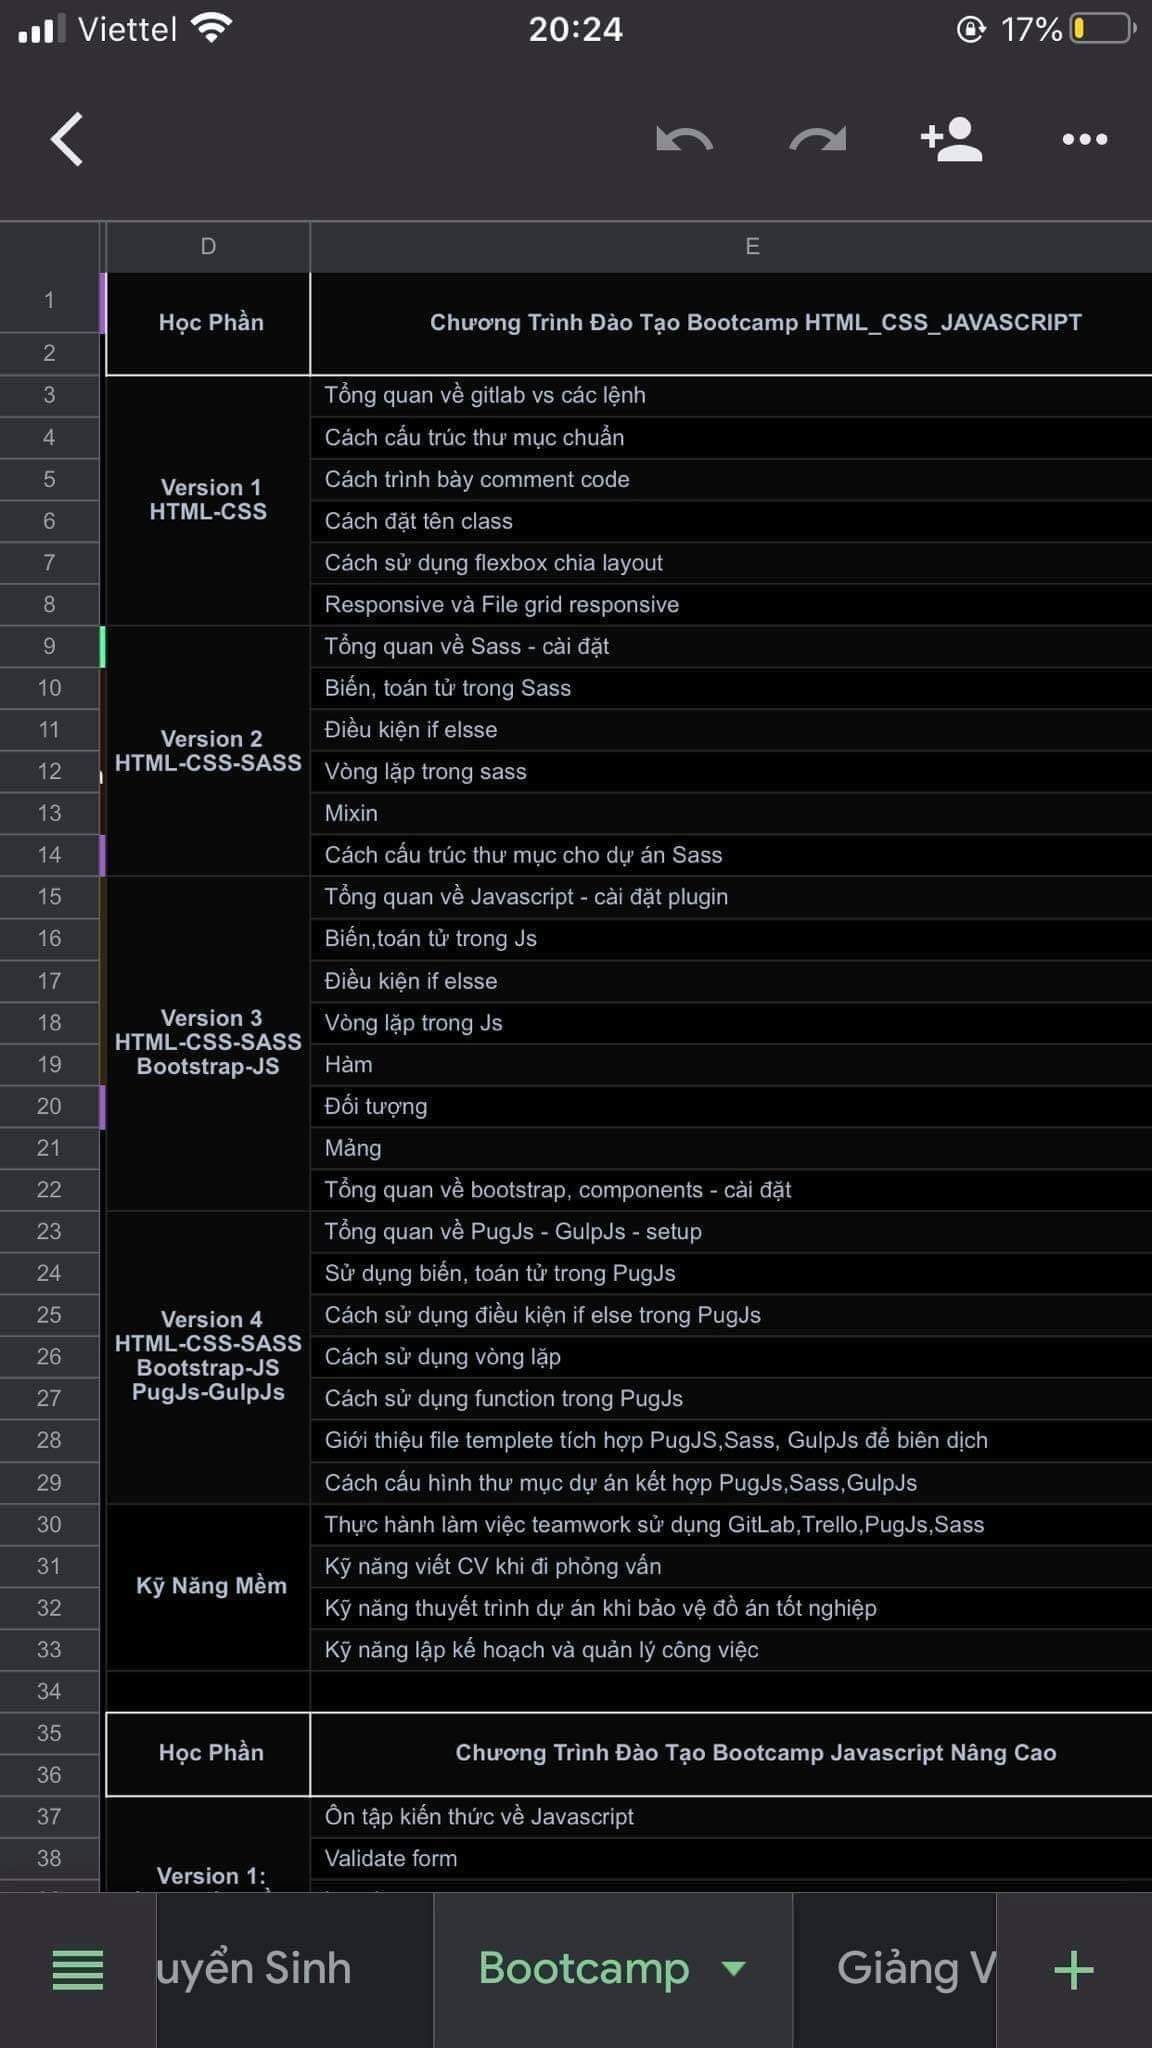 Viettel 20:24 17%
D E
1 Học Phần Chương Trình Đào Tạo Bootcamp HTML_CSS_JAVASCRIPT
2
3 Tổng quan về gitlab vs các lệnh
4 Cách cấu trúc thư mục chuẩn
Version 1
HTML-CSS
5 Cách trình bày comment code
6 Cách đặt tên class
7 Cách sử dụng flexbox chia layout
8 Responsive và File grid responsive
9 Tổng quan về Sass - cài đặt
10 Biến, toán tử trong Sass
Version 2
HTML-CSS-SASS
11 Điều kiện if elsse
12 Vòng lặp trong sass
13 Mixin
14 Cách cấu trúc thư mục cho dự án Sass
15 Tổng quan về Javascript - cài đặt plugin
16 Biến,toán tử trong Js
17 Điều kiện if elsse
Version 3
HTML-CSS-SASS
Bootstrap-JS
18 Vòng lặp trong Js
19 Hàm
20 Đối tượng
21 Mảng
22 Tổng quan về bootstrap, components - cài đặt
23 Tổng quan về PugJs - GulpJs - setup
24 Sử dụng biến, toán tử trong PugJs
Version 4
HTML-CSS-SASS
Bootstrap-JS
PugJs-GulpJs
25 Cách sử dụng điều kiện if else trong PugJs
26 Cách sử dụng vòng lặp
27 Cách sử dụng function trong PugJs
28 Giới thiệu file templete tích hợp PugJS,Sass, GulpJs để biên dịch
29 Cách cấu hình thư mục dự án kết hợp PugJs,Sass,GulpJs
30 Thực hành làm việc teamwork sử dụng GitLab,Trello,PugJs,Sass
Kỹ Năng Mềm
31 Kỹ năng viết CV khi đi phỏng vấn
32 Kỹ năng thuyết trình dự án khi bảo vệ đồ án tốt nghiệp
33 Kỹ năng lập kế hoạch và quản lý công việc
34
35 Học Phần Chương Trình Đào Tạo Bootcamp Javascript Nâng Cao
36
37 Ôn tập kiến thức về Javascript
38 Validate form
Version 1:
uyển Sinh Bootcamp Giảng V